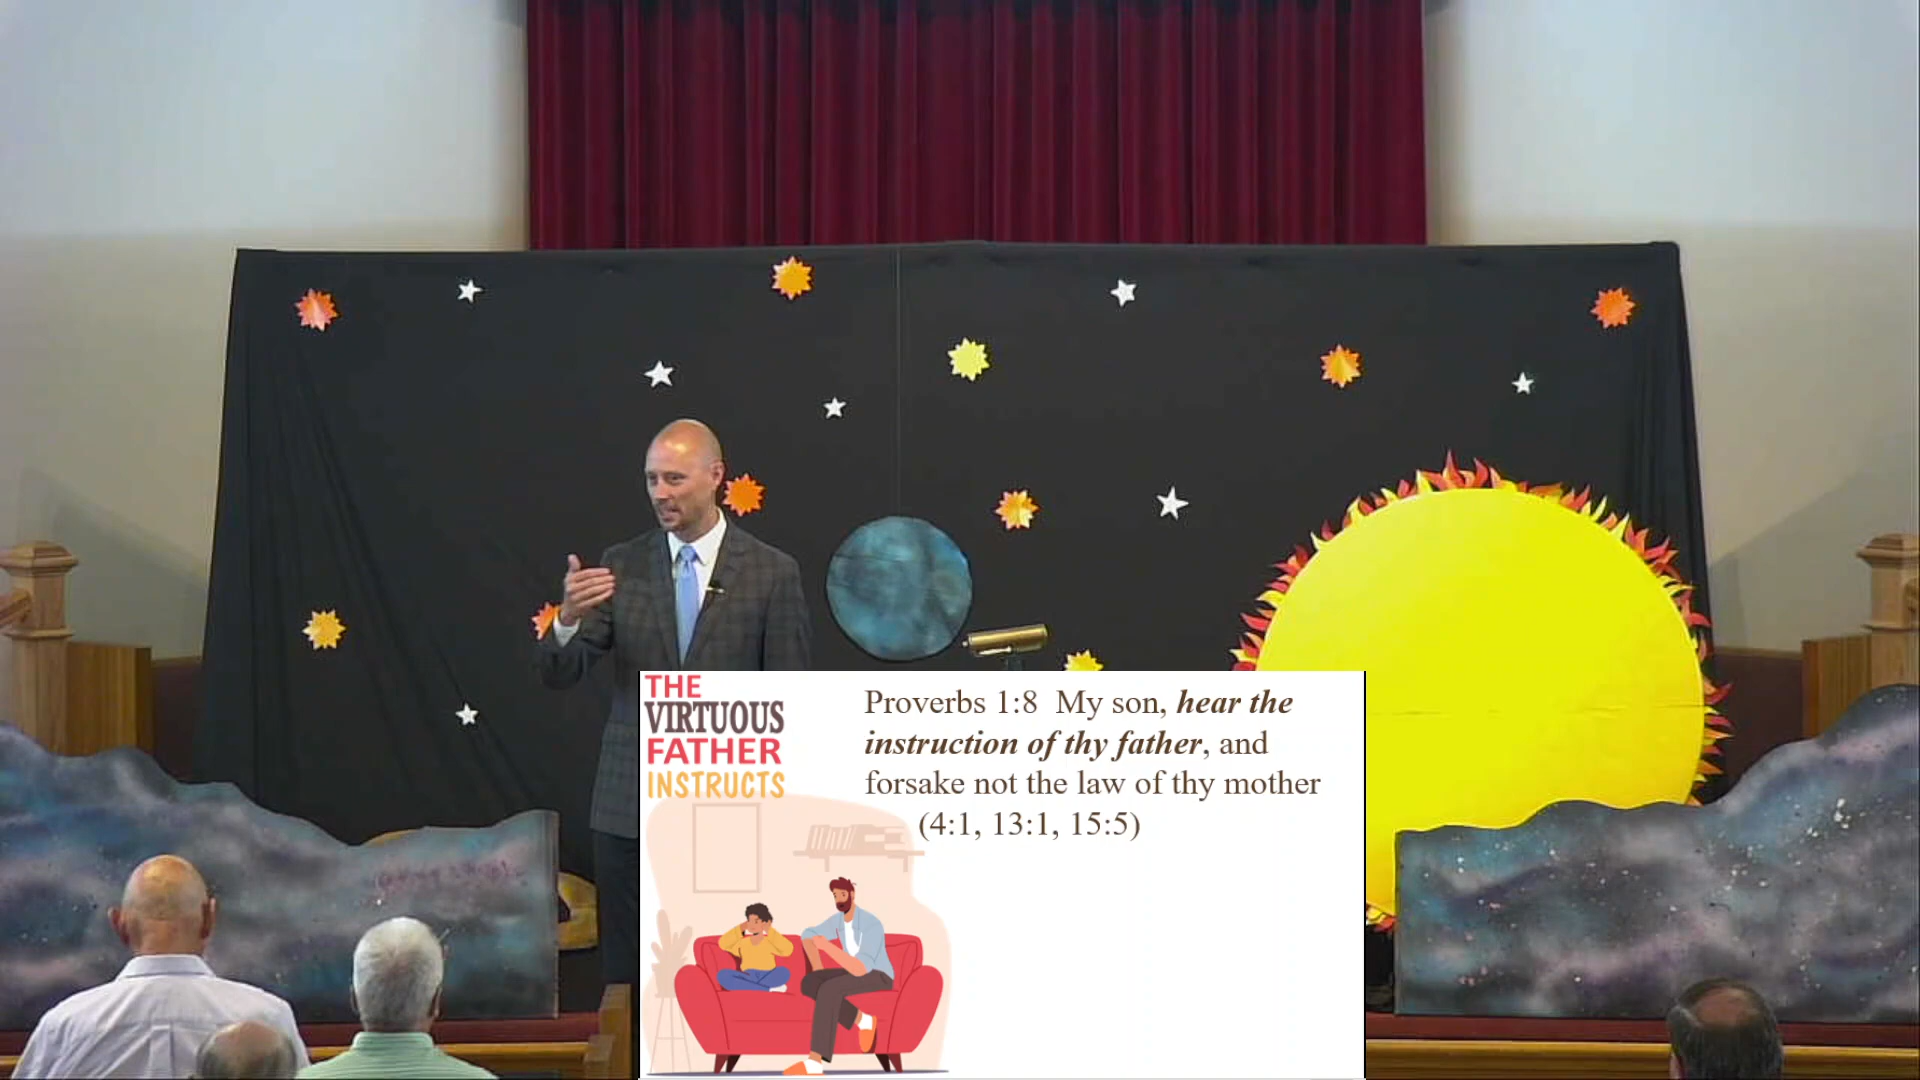 THE
VIRTUOUS
FATHER
INSTRUCTS
Proverbs 1:8  My son, hear the
instruction of thy father, and
forsake not the law of thy mother
(4:1, 13:1, 15:5)